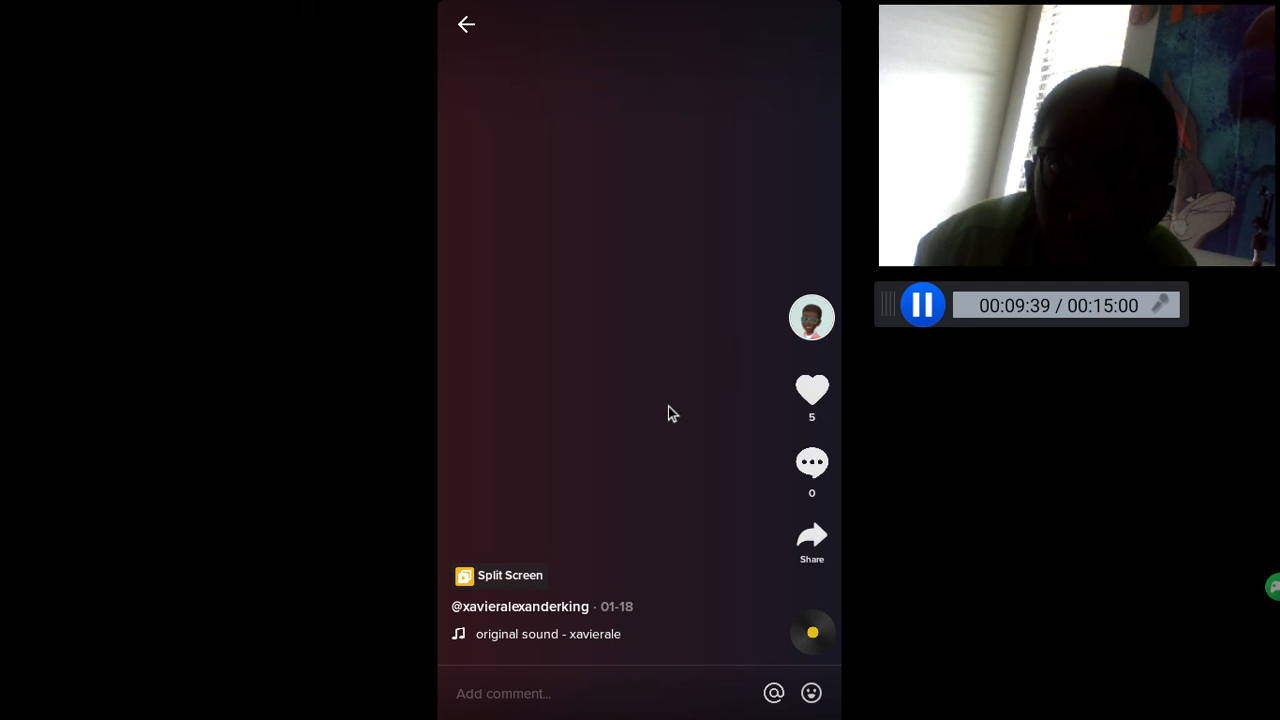 5
0
Share
Split Screen
@xavieralexanderking · 01-18
original sound - xavierale
Add comment...
00:09:39 / 00:15:00